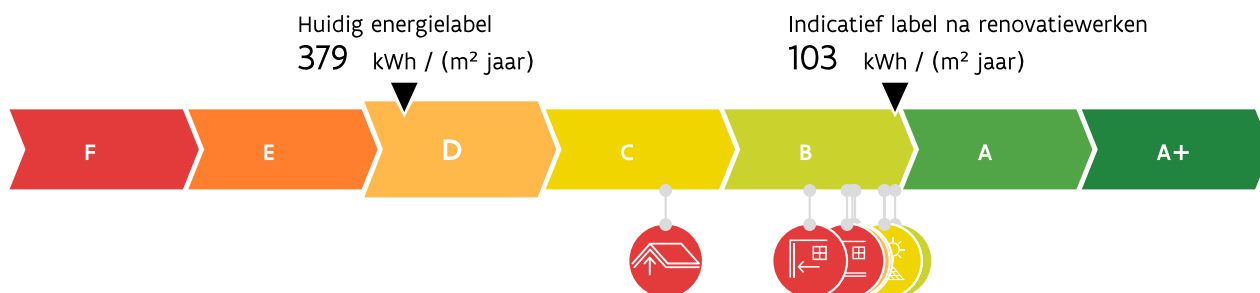 Huidig energielabel
379 kWh / (m² jaar)
Indicatief label na renovatiewerken
103 kWh / (m² jaar)
F E D C B A A+